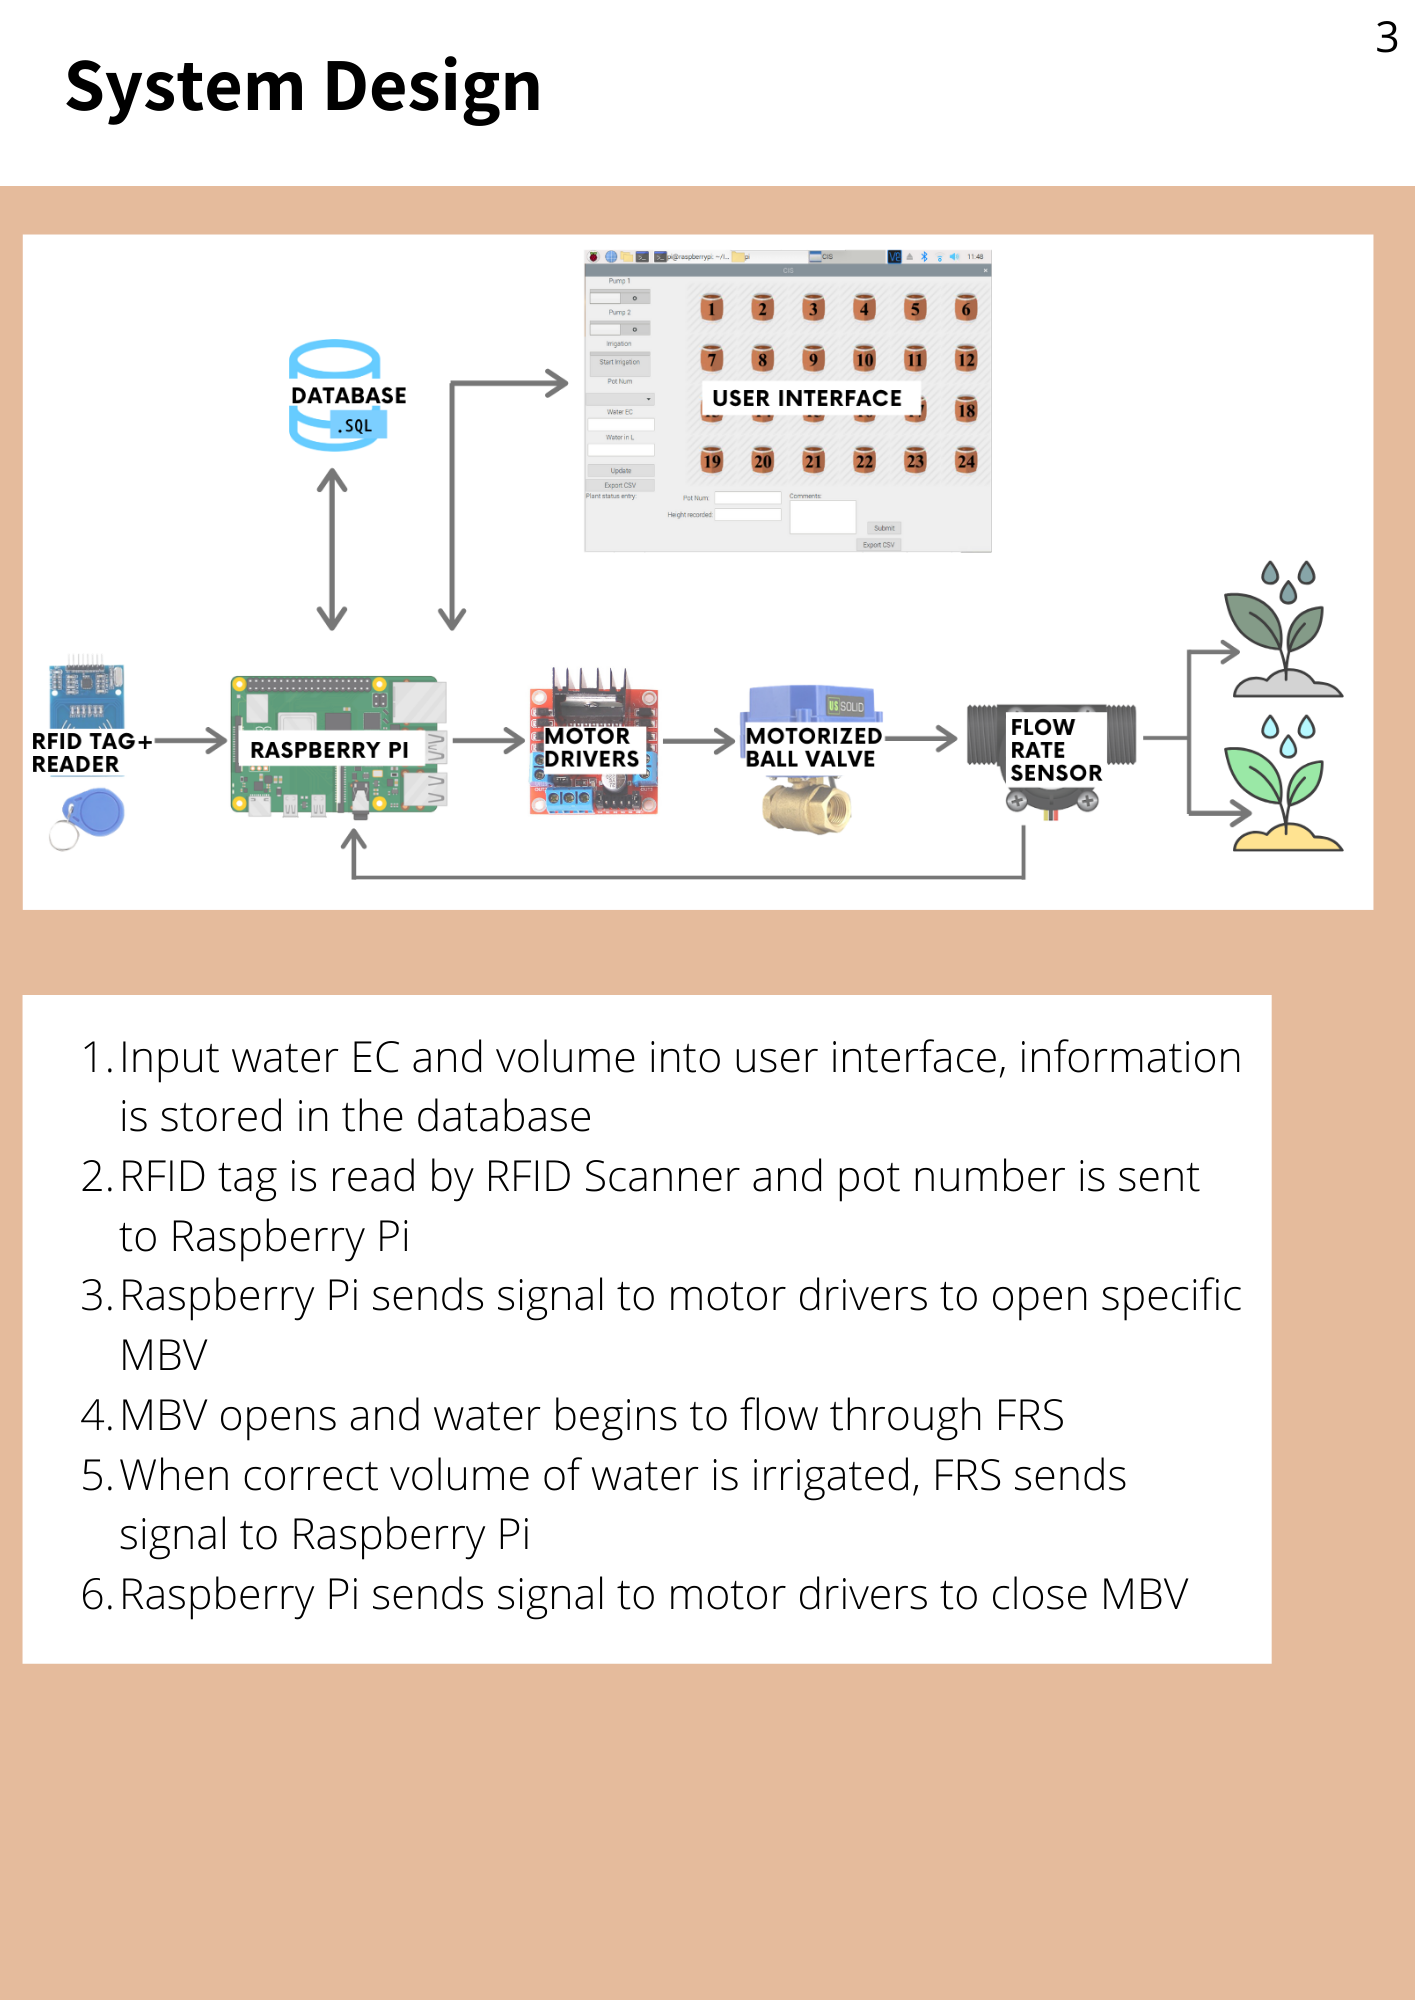 3
System Design
pi@raspberrypi: ~/i...
pi
CIS
11:48
CIS
Pump 1
Pump 2
Irrigation
Start Irrigation
Pot Num
Water EC
Water in L
Update
Export CSV
Plant status entry:
1 2 3 4 5 6
7 8 9 10 11 12
USER INTERFACE
18
19 20 21 22 23 24
Pot Num:
Height recorded:
Comments:
Submit
Export CSV
DATABASE
.SQL
RFID TAG+
READER
RASPBERRY PI
MOTOR
DRIVERS
US SOLID
MOTORIZED
BALL VALVE
FLOW
RATE
SENSOR
1. Input water EC and volume into user interface, information
is stored in the database
2. RFID tag is read by RFID Scanner and pot number is sent
to Raspberry Pi
3. Raspberry Pi sends signal to motor drivers to open specific
MBV
4. MBV opens and water begins to flow through FRS
5. When correct volume of water is irrigated, FRS sends
signal to Raspberry Pi
6. Raspberry Pi sends signal to motor drivers to close MBV